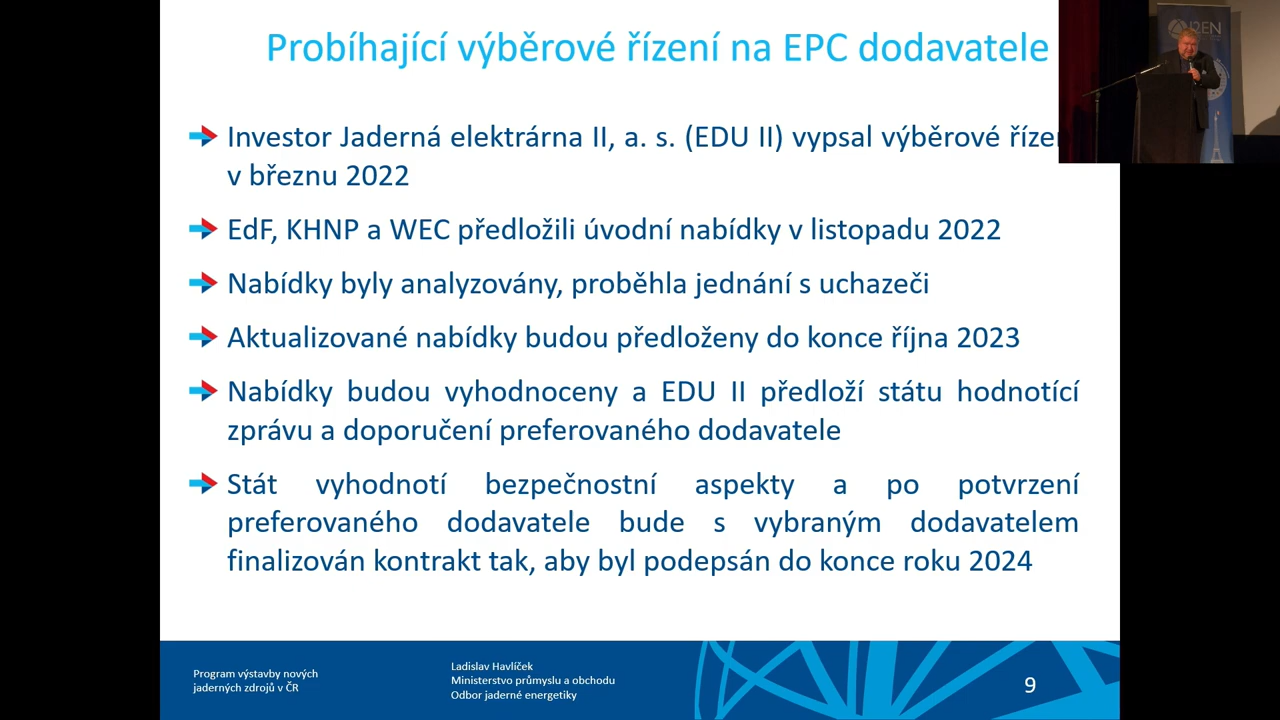 Probíhající výběrové řízení na EPC dodavatele
Investor Jaderná elektrárna II, a. s. (EDU II) vypsal výběrové
v březnu 2022
EdF, KHNP a WEC předložili úvodní nabídky v listopadu 2022
Nabídky byly analyzovány, proběhla jednání s uchazeči
Aktualizované nabídky budou předloženy do konce října 2023
Nabídky budou vyhodnoceny a EDU II předloží státu hodnotící
zprávu a doporučení preferovaného dodavatele
Stát vyhodnotí bezpečnostní aspekty a po potvrzení
preferovaného dodavatele bude s vybraným dodavatelem
finalizován kontrakt tak, aby byl podepsán do konce roku 2024
Program výstavby nových
jaderných zdrojů v ČR
Ladislav Havlíček
Ministerstvo průmyslu a obchodu
Odbor jaderné energetiky
9